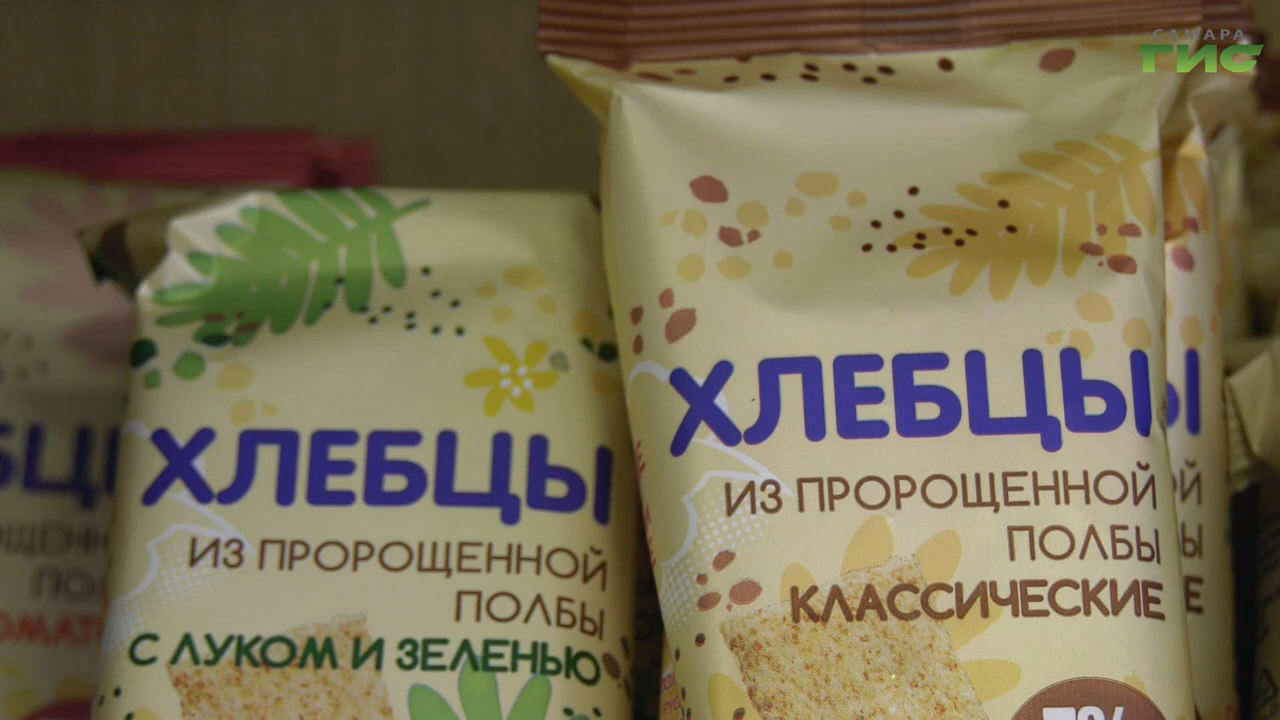 САМАРА
ГИС
ХЛЕБЦЫ
ИЗ ПРОРОЩЕННОЙ
ПОЛБЫ
С ЛУКОМ И ЗЕЛЕНЬЮ
ХЛЕБЦЫ
ИЗ ПРОРОЩЕННОЙ
ПОЛБЫ
КЛАССИЧЕСКИЕ